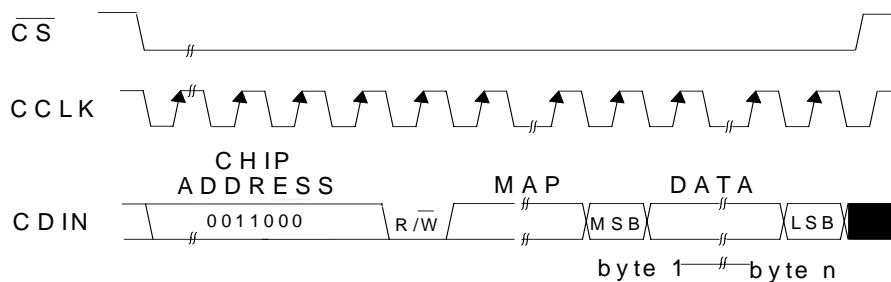 CS
CCLK
CHIP
ADDRESS
MAP
DATA
CDIN
0011000
R/W
MSB
LSB
byte 1
byte n